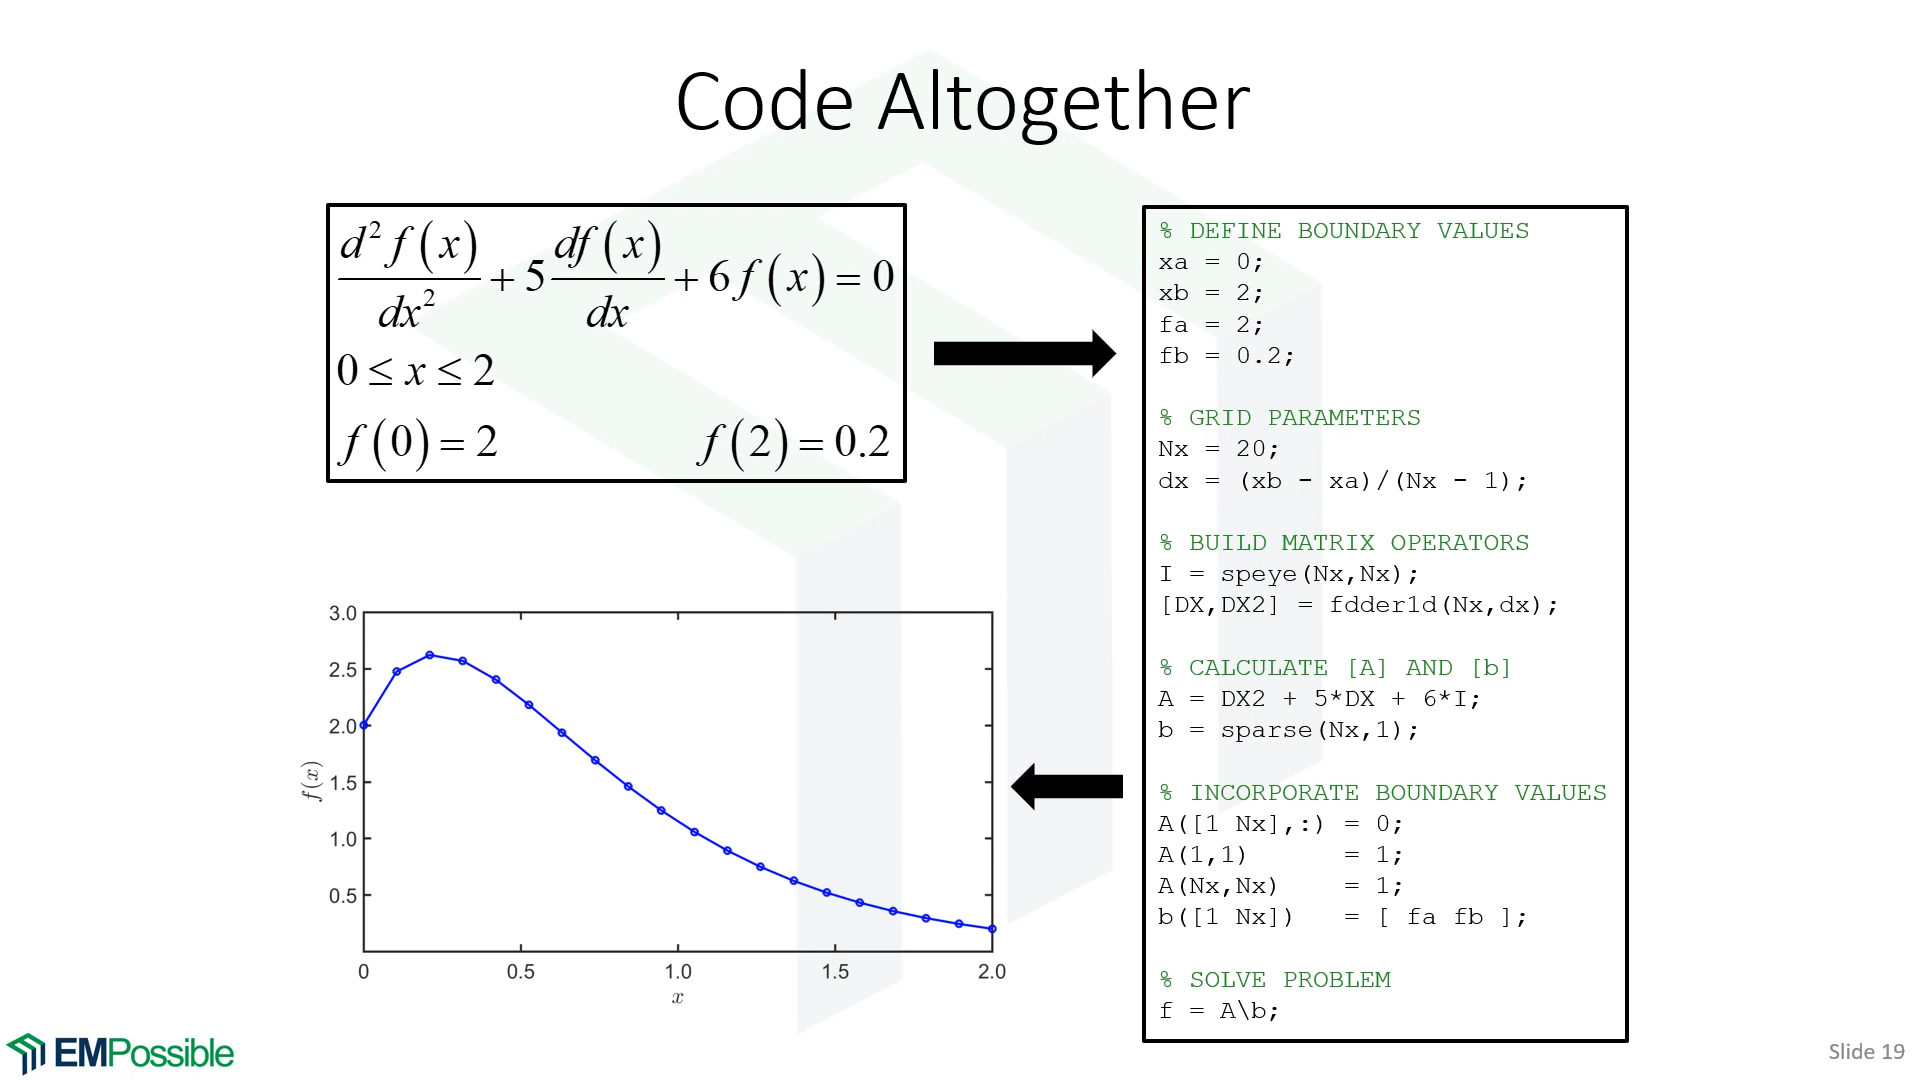 Code Altogether
d²f(x)/dx² + 5 df(x)/dx + 6f(x) = 0
0 ≤ x ≤ 2
f(0) = 2 f(2) = 0.2
% DEFINE BOUNDARY VALUES
xa = 0;
xb = 2;
fa = 2;
fb = 0.2;
% GRID PARAMETERS
Nx = 20;
dx = (xb - xa)/(Nx - 1);
% BUILD MATRIX OPERATORS
I = speye(Nx,Nx);
[DX,DX2] = fdder1d(Nx,dx);
% CALCULATE [A] AND [b]
A = DX2 + 5*DX + 6*I;
b = sparse(Nx,1);
% INCORPORATE BOUNDARY VALUES
A([1 Nx],:) = 0;
A(1,1) = 1;
A(Nx,Nx) = 1;
b([1 Nx]) = [ fa fb ];
% SOLVE PROBLEM
f = A\b;
3.0
2.5
2.0
1.5
1.0
0.5
f(x)
0 0.5 1.0 1.5 2.0
x
EMPossible
Slide 19